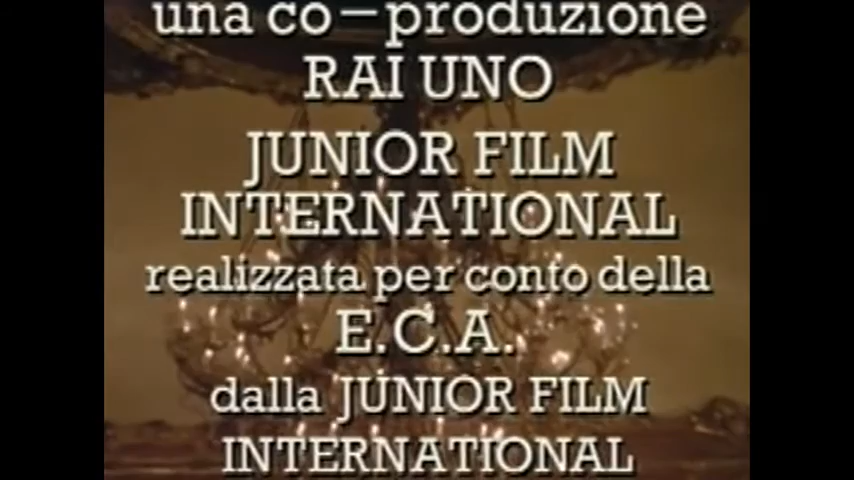 una co-produzione
RAI UNO
JUNIOR FILM
INTERNATIONAL
realizzata per conto della
E.C.A.
dalla JUNIOR FILM
INTERNATIONAL